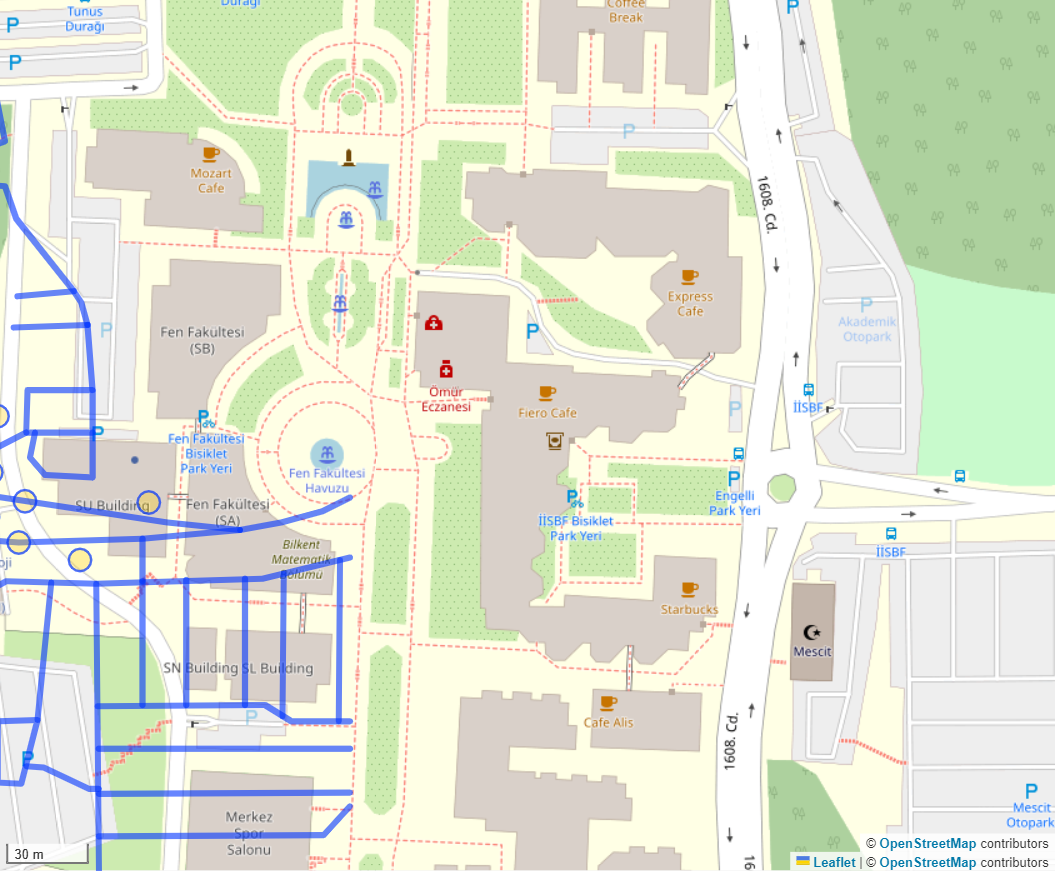 Tunus
Durağı
Durağı
Coffee
Break
P
P
P
P
Mozart
Cafe
1608. Cd.
Express
Cafe
P
P
P
Akademik
Otopark
Fen Fakültesi
(SB)
Ömür
Eczanesi
Fiero Cafe
P
İİSBF
P
Fen Fakültesi
Bisiklet
Park Yeri
Fen Fakültesi
Havuzu
P
Engelli
Park Yeri
SU Building
Fen Fakültesi
(SA)
İİSBF Bisiklet
Park Yeri
İİSBF
Bilkent
Matematik
Bölümü
oji
Starbucks
Mescit
SN Building
SL Building
P
Cafe Alis
1608. Cd.
P
P
Mescit
Otopark
Merkez
Spor
Salonu
30 m
16
© OpenStreetMap contributors
Leaflet | © OpenStreetMap contributors